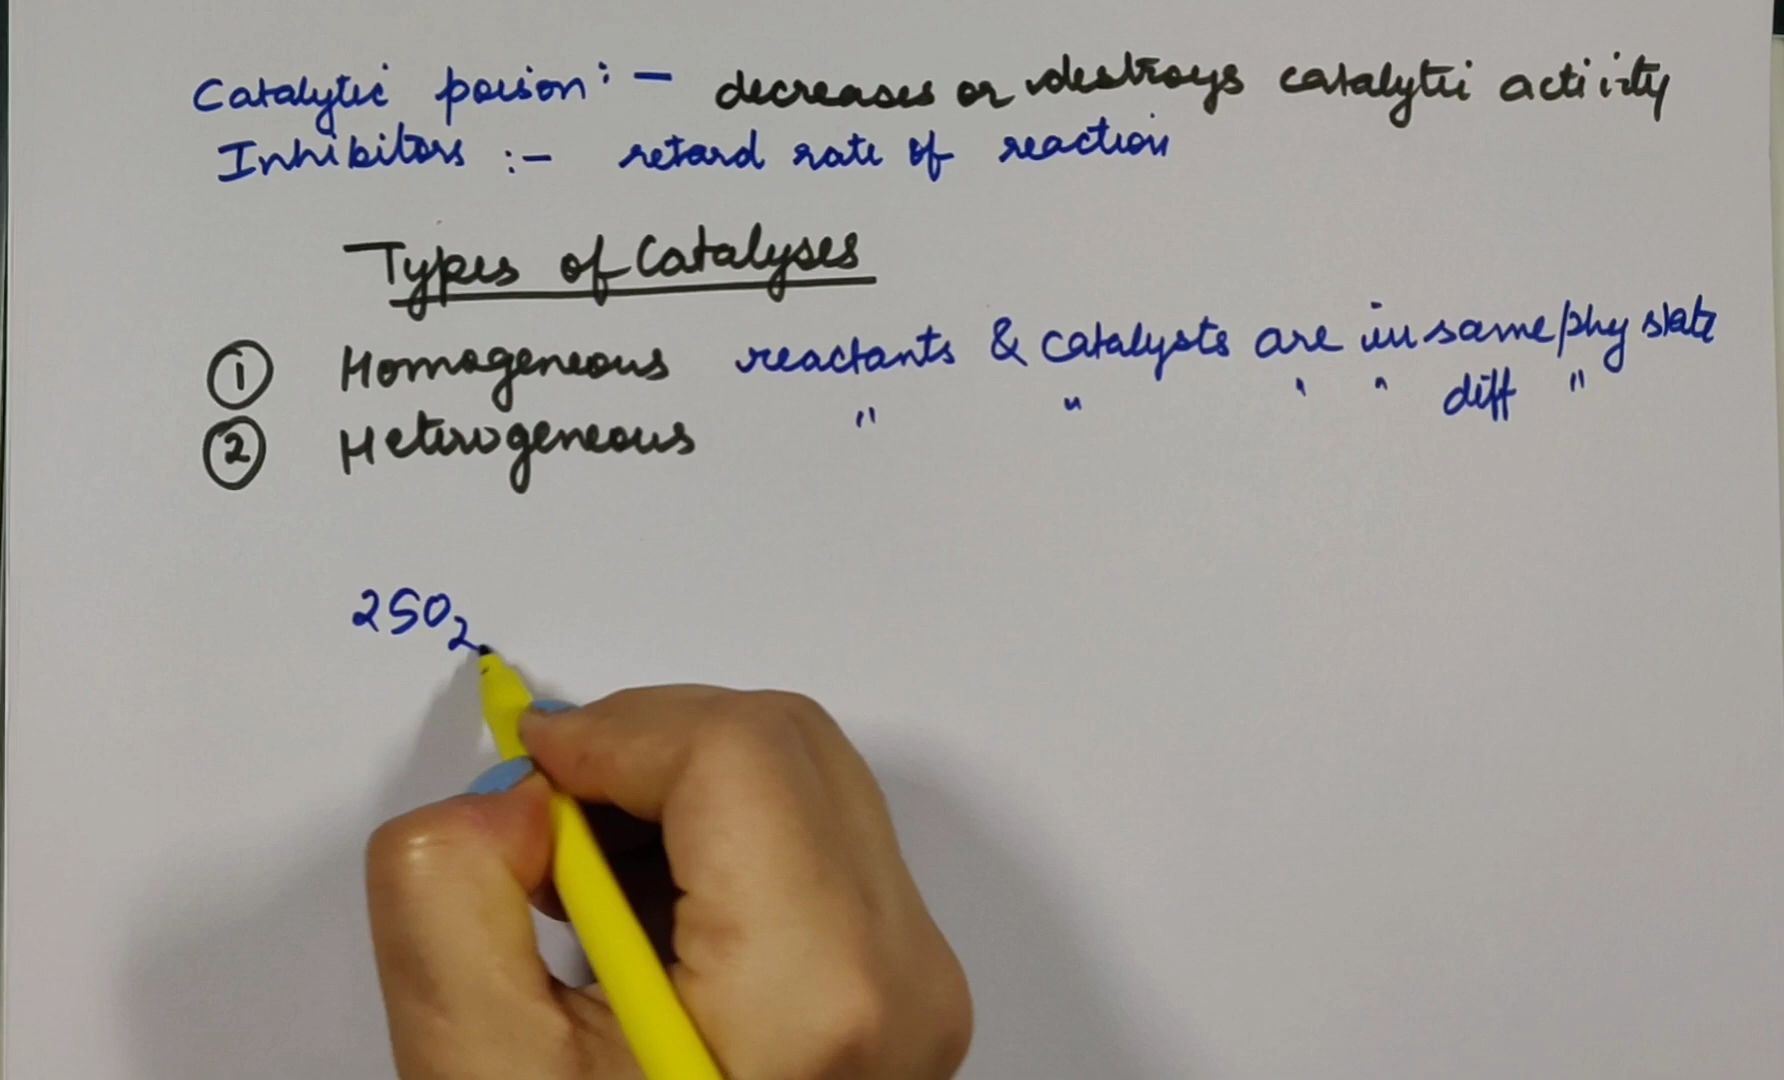 Catalytic poison :- decreases or destroys catalytic activity
Inhibitors :- retard rate of reaction
Types of Catalyses
① Homogeneous reactants & catalysts are in same phy state
② Heterogeneous " " " " diff "
2SO₂